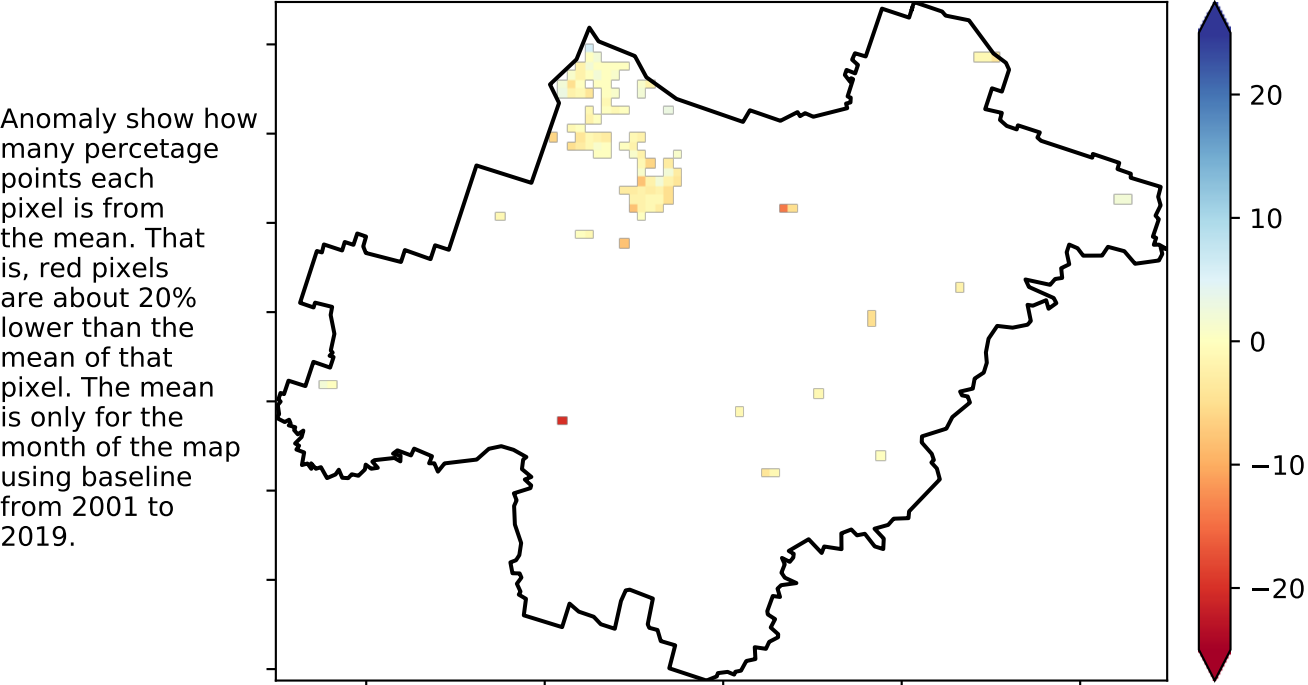 Anomaly show how
many percetage
points each
pixel is from
the mean. That
is, red pixels
are about 20%
lower than the
mean of that
pixel. The mean
is only for the
month of the map
using baseline
from 2001 to
2019.
20
10
0
−10
−20